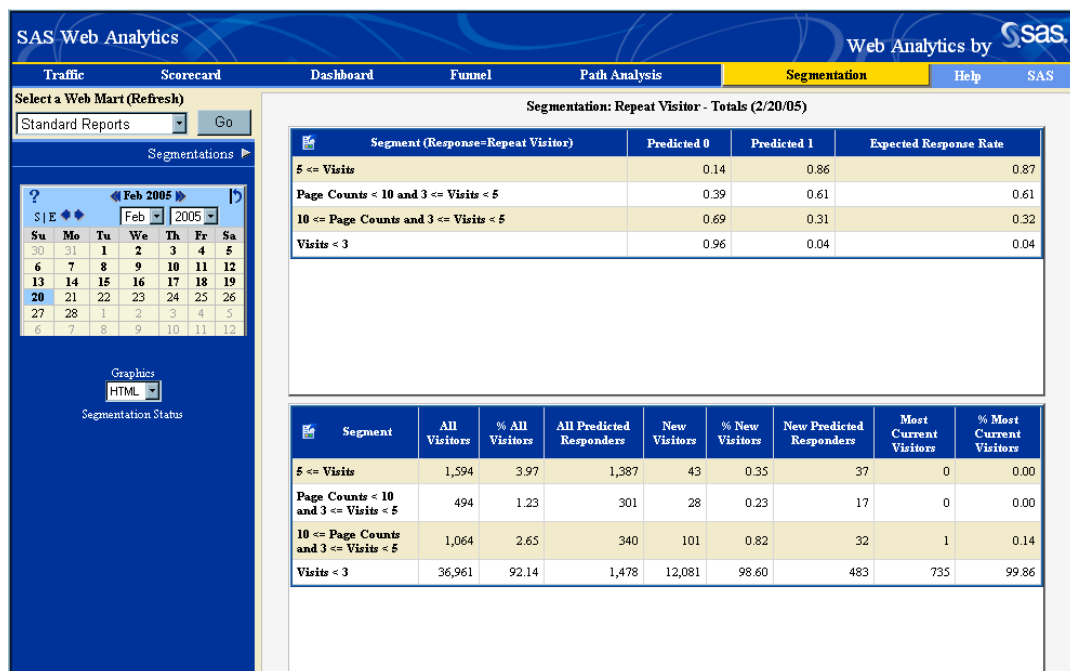 SAS Web Analytics
Web Analytics by sas.
Traffic Scorecard Dashboard Funnel Path Analysis Segmentation Help SAS
Select a Web Mart (Refresh)
Standard Reports Go
Segmentations
? Feb 2005
S | E Feb 2005
Su Mo Tu We Th Fr Sa
30 31 1 2 3 4 5
6 7 8 9 10 11 12
13 14 15 16 17 18 19
20 21 22 23 24 25 26
27 28 1 2 3 4 5
6 7 8 9 10 11 12
Graphics
HTML
Segmentation Status
Segmentation: Repeat Visitor - Totals (2/20/05)
Segment (Response=Repeat Visitor) Predicted 0 Predicted 1 Expected Response Rate
5 <= Visits 0.14 0.86 0.87
Page Counts < 10 and 3 <= Visits < 5 0.39 0.61 0.61
10 <= Page Counts and 3 <= Visits < 5 0.69 0.31 0.32
Visits < 3 0.96 0.04 0.04
Segment All Visitors % All Visitors All Predicted Responders New Visitors % New Visitors New Predicted Responders Most Current Visitors % Most Current Visitors
5 <= Visits 1,594 3.97 1,387 43 0.35 37 0 0.00
Page Counts < 10 and 3 <= Visits < 5 494 1.23 301 28 0.23 17 0 0.00
10 <= Page Counts and 3 <= Visits < 5 1,064 2.65 340 101 0.82 32 1 0.14
Visits < 3 36,961 92.14 1,478 12,081 98.60 483 735 99.86